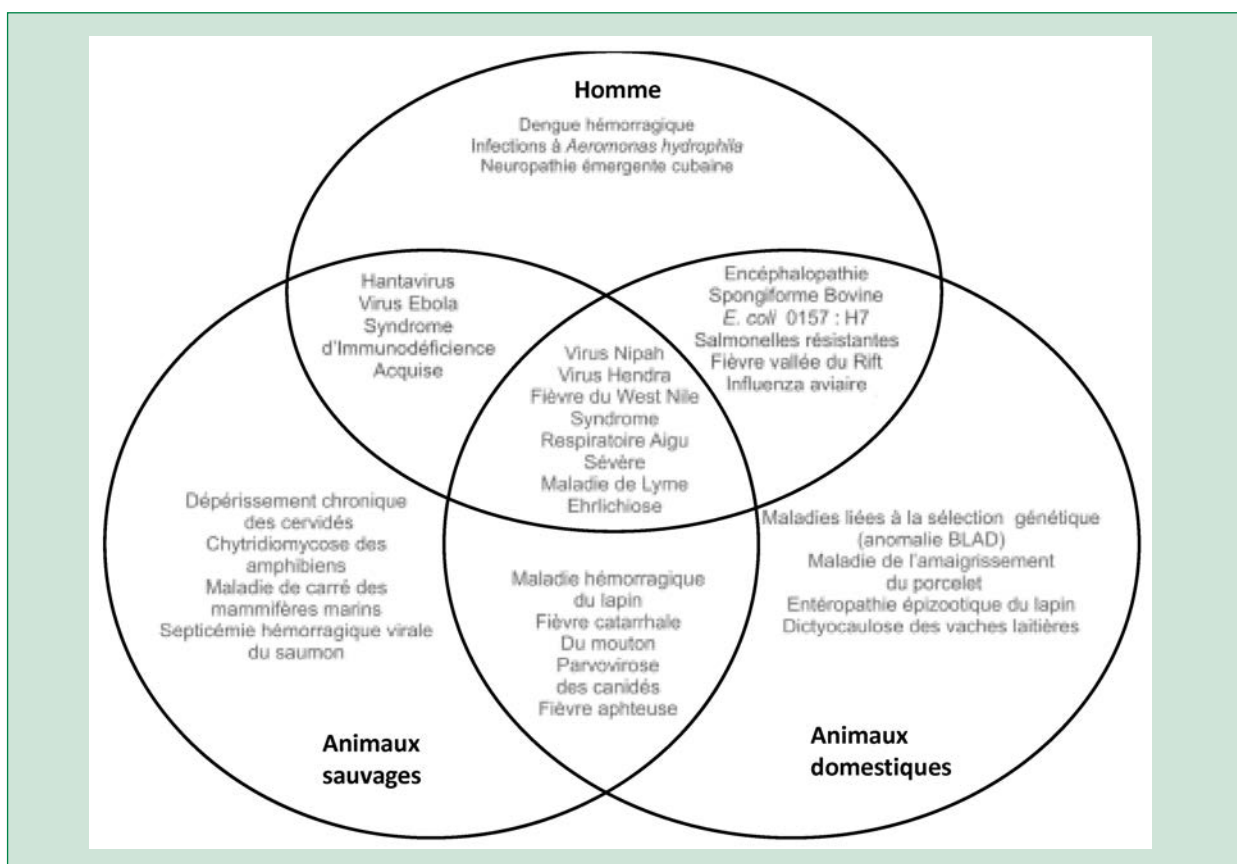 Homme
Dengue hémorragique
Infections à Aeromonas hydrophila
Neuropathie émergente cubaine
Hantavirus
Virus Ebola
Syndrome
d'Immunodéficience
Acquise
Encéphalopathie
Spongiforme Bovine
E. coli 0157 : H7
Salmonelles résistantes
Fièvre vallée du Rift
Influenza aviaire
Virus Nipah
Virus Hendra
Fièvre du West Nile
Syndrome
Respiratoire Aigu
Sévère
Maladie de Lyme
Ehrlichiose
Dépérissement chronique
des cervidés
Chytridiomycose des
amphibiens
Maladie de carré des
mammifères marins
Septicémie hémorragique virale
du saumon
Maladie hémorragique
du lapin
Fièvre catarrhale
Du mouton
Parvovirose
des canidés
Fièvre aphteuse
Maladies liées à la sélection génétique
(anomalie BLAD)
Maladie de l'amaigrissement
du porcelet
Entéropathie épizootique du lapin
Dictyocaulose des vaches laitières
Animaux
sauvages
Animaux
domestiques